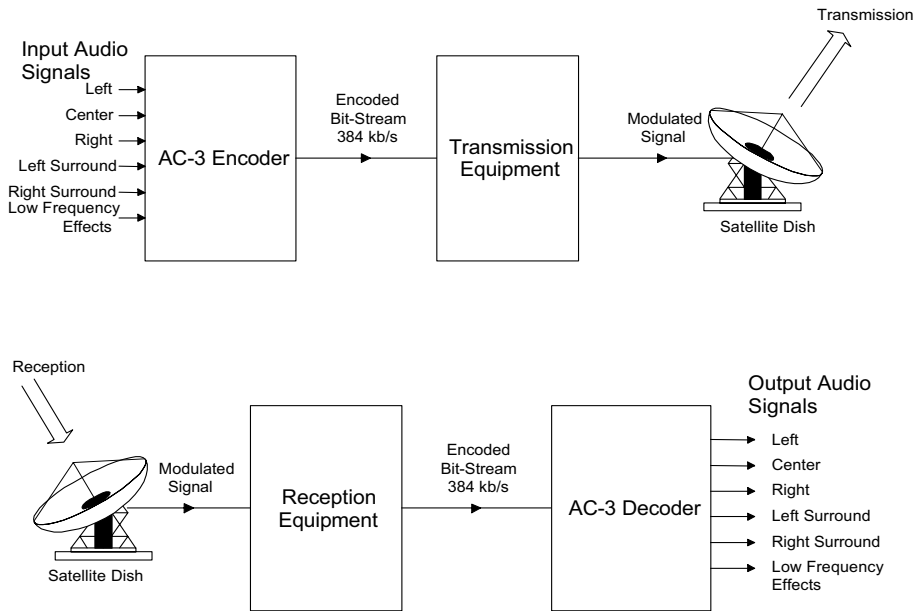 Transmission
Input Audio
Signals
Left
Center
Right
Left Surround
Right Surround
Low Frequency
Effects
AC-3 Encoder
Encoded
Bit-Stream
384 kb/s
Transmission
Equipment
Modulated
Signal
Satellite Dish
Reception
Satellite Dish
Modulated
Signal
Reception
Equipment
Encoded
Bit-Stream
384 kb/s
AC-3 Decoder
Output Audio
Signals
Left
Center
Right
Left Surround
Right Surround
Low Frequency
Effects